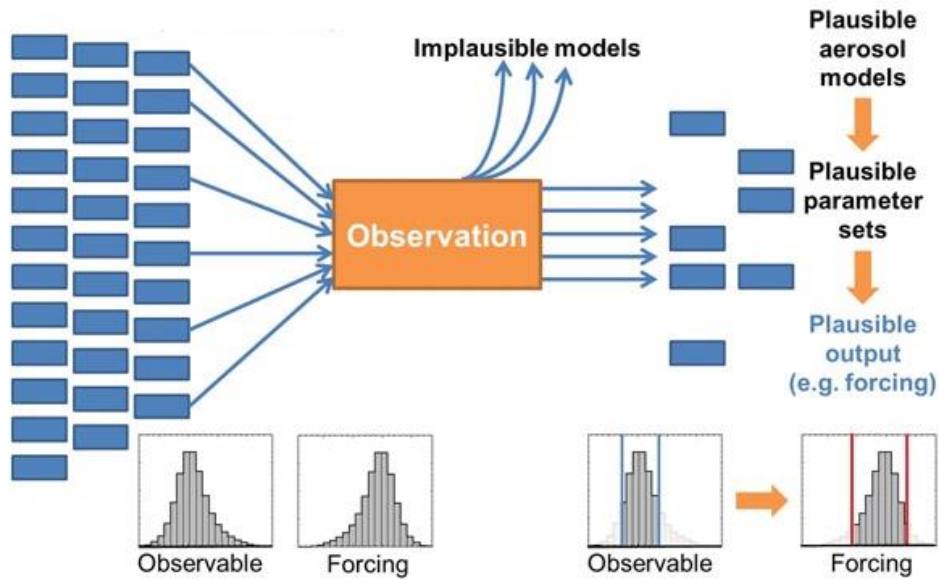 Implausible models
Plausible
aerosol
models
Observation
Plausible
parameter
sets
Plausible
output
(e.g. forcing)
Observable
Forcing
Observable
Forcing